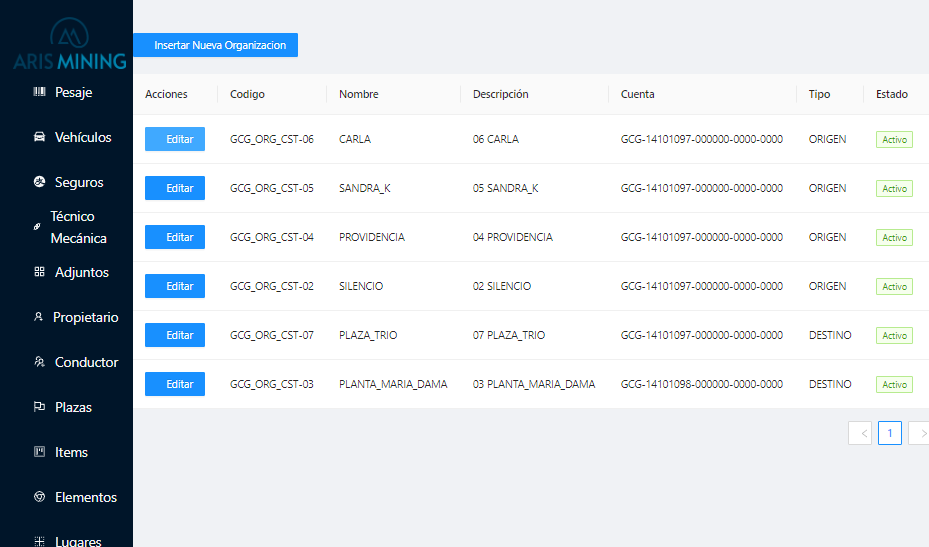 ARIS MINING
Pesaje
Vehículos
Seguros
Técnico
Mecánica
Adjuntos
Propietario
Conductor
Plazas
Items
Elementos
Lugares
Insertar Nueva Organizacion
Acciones Codigo Nombre Descripción Cuenta Tipo Estado
Editar GCG_ORG_CST-06 CARLA 06 CARLA GCG-14101097-000000-0000-0000 ORIGEN Activo
Editar GCG_ORG_CST-05 SANDRA_K 05 SANDRA_K GCG-14101097-000000-0000-0000 ORIGEN Activo
Editar GCG_ORG_CST-04 PROVIDENCIA 04 PROVIDENCIA GCG-14101097-000000-0000-0000 ORIGEN Activo
Editar GCG_ORG_CST-02 SILENCIO 02 SILENCIO GCG-14101097-000000-0000-0000 ORIGEN Activo
Editar GCG_ORG_CST-07 PLAZA_TRIO 07 PLAZA_TRIO GCG-14101097-000000-0000-0000 DESTINO Activo
Editar GCG_ORG_CST-03 PLANTA_MARIA_DAMA 03 PLANTA_MARIA_DAMA GCG-14101098-000000-0000-0000 DESTINO Activo
< 1 >